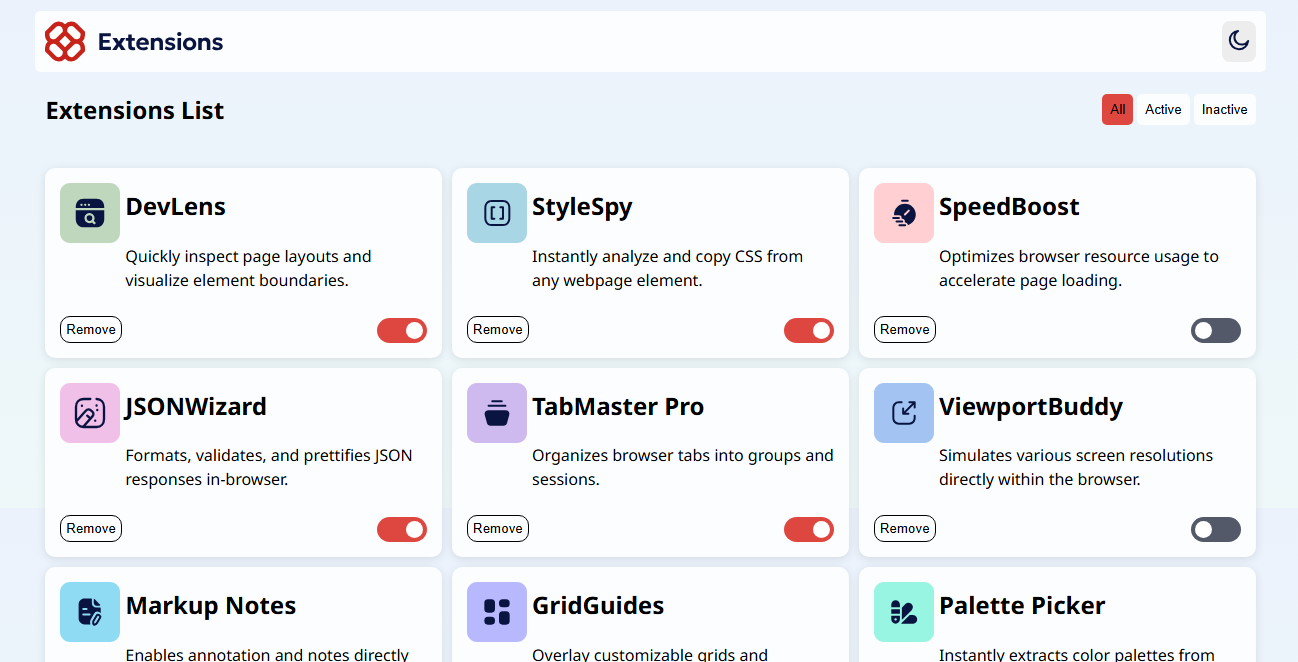 Extensions
Extensions List
All Active Inactive
DevLens
Quickly inspect page layouts and
visualize element boundaries.
Remove
StyleSpy
Instantly analyze and copy CSS from
any webpage element.
Remove
SpeedBoost
Optimizes browser resource usage to
accelerate page loading.
Remove
JSONWizard
Formats, validates, and prettifies JSON
responses in-browser.
Remove
TabMaster Pro
Organizes browser tabs into groups and
sessions.
Remove
ViewportBuddy
Simulates various screen resolutions
directly within the browser.
Remove
Markup Notes
Enables annotation and notes directly
GridGuides
Overlay customizable grids and
Palette Picker
Instantly extracts color palettes from